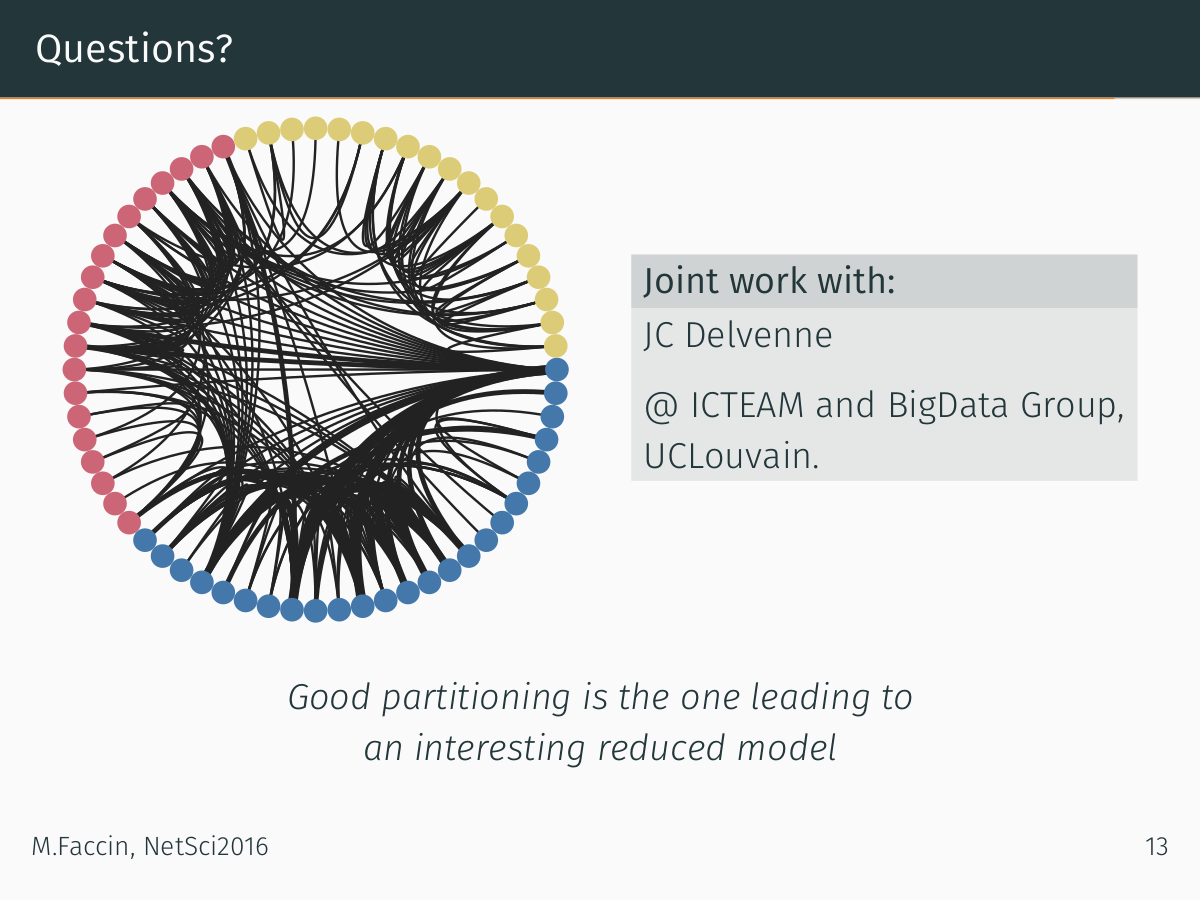 Questions?
Joint work with:
JC Delvenne
@ ICTEAM and BigData Group,
UCLouvain.
Good partitioning is the one leading to
an interesting reduced model
M.Faccin, NetSci2016
13